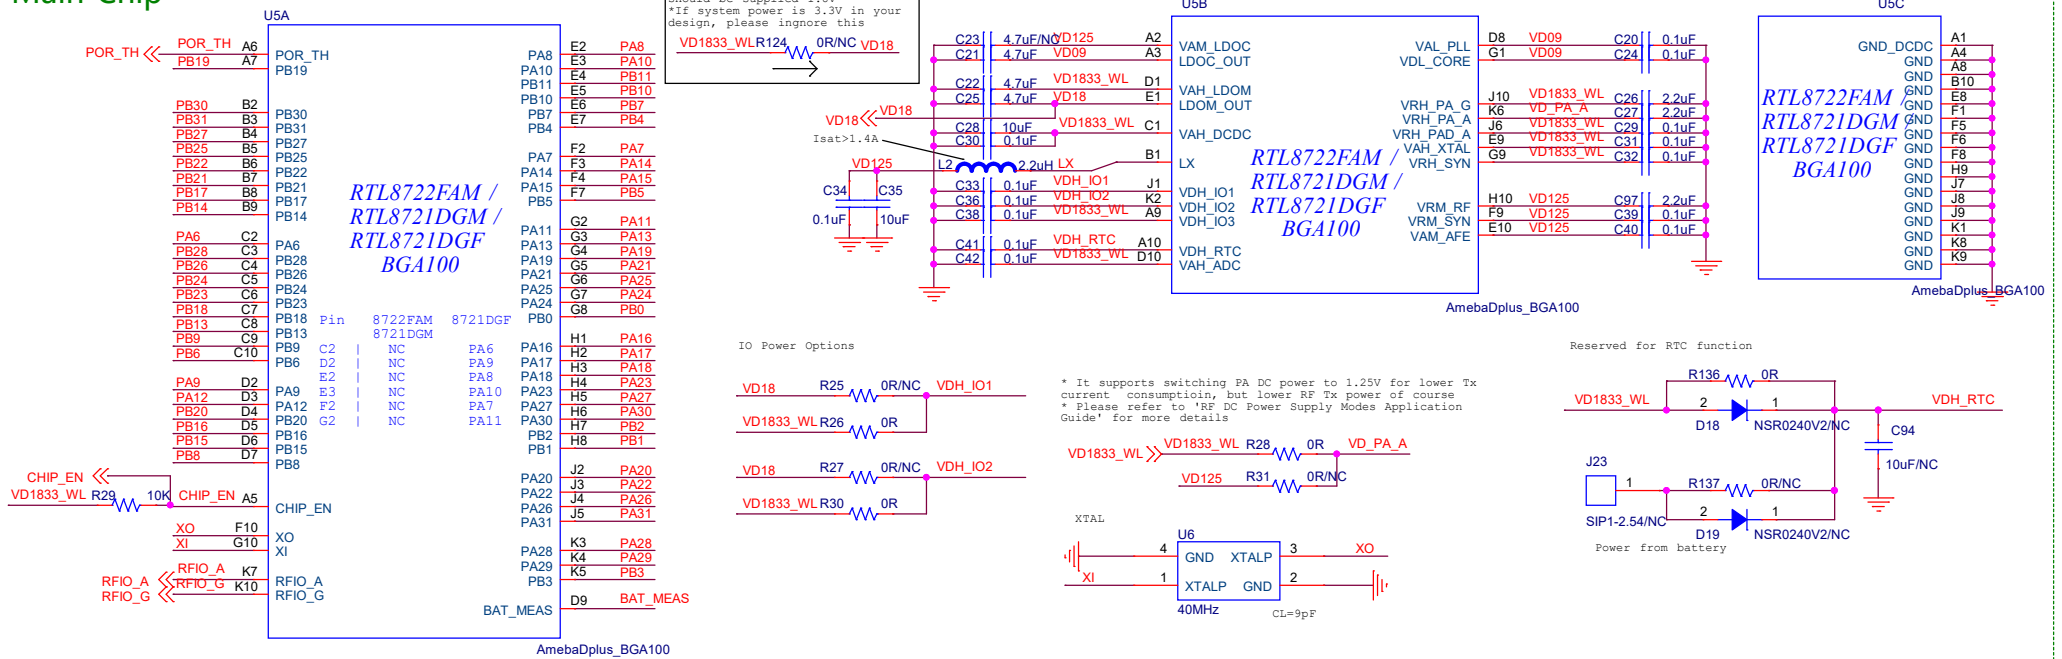 Main Chip
should be supplied 1.8V
*If system power is 3.3V in your
design, please ingnore this
VD1833_WL R124 0R/NC VD18
U5A
POR_TH POR_TH A6 POR_TH
PB19 A7 PB19
PB30 B2 PB30
PB31 B3 PB31
PB27 B4 PB27
PB25 B5 PB25
PB22 B6 PB22
PB21 B7 PB21
PB17 B8 PB17
PB14 B9 PB14
PA6 C2 PA6
PB28 C3 PB28
PB26 C4 PB26
PB24 C5 PB24
PB23 C6 PB23
PB18 C7 PB18
PB13 C8 PB13
PB9 C9 PB9
PB6 C10 PB6
PA9 D2 PA9
PA12 D3 PA12
PB20 D4 PB20
PB16 D5 PB16
PB15 D6 PB15
PB8 D7 PB8
CHIP_EN
VD1833_WL R29 10K CHIP_EN A5 CHIP_EN
XO F10 XO
XI G10 XI
RFIO_A RFIO_A K7 RFIO_A
RFIO_G RFIO_G K10 RFIO_G
RTL8722FAM /
RTL8721DGM /
RTL8721DGF
BGA100
Pin 8722FAM 8721DGF
8721DGM
C2 | NC PA6
D2 | NC PA9
E2 | NC PA8
E3 | NC PA10
F2 | NC PA7
G2 | NC PA11
PA8 E2 PA8
PA10 E3 PA10
PB11 E4 PB11
PB10 E5 PB10
PB7 E6 PB7
PB4 E7 PB4
PA7 F2 PA7
PA14 F3 PA14
PA15 F4 PA15
PB5 F7 PB5
PA11 G2 PA11
PA13 G3 PA13
PA19 G4 PA19
PA21 G5 PA21
PA25 G6 PA25
PA24 G7 PA24
PB0 G8 PB0
PA16 H1 PA16
PA17 H2 PA17
PA18 H3 PA18
PA23 H4 PA23
PA27 H5 PA27
PA30 H6 PA30
PB2 H7 PB2
PB1 H8 PB1
PA20 J2 PA20
PA22 J3 PA22
PA26 J4 PA26
PA31 J5 PA31
PA28 K3 PA28
PA29 K4 PA29
PB3 K5 PB3
BAT_MEAS D9 BAT_MEAS
AmebaDplus_BGA100
U5B
C23 4.7uF/NC VD125 A2 VAM_LDOC
C21 4.7uF VD09 A3 LDOC_OUT
C22 4.7uF VD1833_WL D1 VAH_LDOM
C25 4.7uF VD18 E1 LDOM_OUT
VD18 VD18
C28 10uF VD1833_WL C1 VAH_DCDC
C30 0.1uF
Isat>1.4A
VD125 L2 2.2uH LX B1 LX
C34 C35
0.1uF 10uF
C33 0.1uF VDH_IO1 J1 VDH_IO1
C36 0.1uF VDH_IO2 K2 VDH_IO2
C38 0.1uF VD1833_WL A9 VDH_IO3
C41 0.1uF VDH_RTC A10 VDH_RTC
C42 0.1uF VD1833_WL D10 VAH_ADC
RTL8722FAM /
RTL8721DGM /
RTL8721DGF
BGA100
VAL_PLL D8 VD09 C20 0.1uF
VDL_CORE G1 VD09 C24 0.1uF
VRH_PA_G J10 VD1833_WL C26 2.2uF
VRH_PA_A K6 VD_PA_A C27 2.2uF
VRH_PAD_A J6 VD1833_WL C29 0.1uF
VAH_XTAL E9 VD1833_WL C31 0.1uF
VRH_SYN G9 VD1833_WL C32 0.1uF
VRM_RF H10 VD125 C97 2.2uF
VRM_SYN F9 VD125 C39 0.1uF
VAM_AFE E10 VD125 C40 0.1uF
AmebaDplus_BGA100
U5C
RTL8722FAM /
RTL8721DGM /
RTL8721DGF
BGA100
GND_DCDC A1
GND A4
GND A8
GND B10
GND E8
GND F1
GND F5
GND F6
GND F8
GND H9
GND J7
GND J8
GND J9
GND K1
GND K8
GND K9
AmebaDplus_BGA100
IO Power Options
VD18 R25 0R/NC VDH_IO1
VD1833_WL R26 0R
VD18 R27 0R/NC VDH_IO2
VD1833_WL R30 0R
* It supports switching PA DC power to 1.25V for lower Tx
current consumptioin, but lower RF Tx power of course
* Please refer to 'RF DC Power Supply Modes Application
Guide' for more details
VD1833_WL VD1833_WL R28 0R VD_PA_A
VD125 R31 0R/NC
XTAL
U6
4 GND XTALP 3 XO
XI 1 XTALP GND 2
40MHz
CL=9pF
Reserved for RTC function
R136 0R
VD1833_WL 2 1 VDH_RTC
D18 NSR0240V2/NC
C94
10uF/NC
J23
1 R137 0R/NC
SIP1-2.54/NC
2 1
D19 NSR0240V2/NC
Power from battery